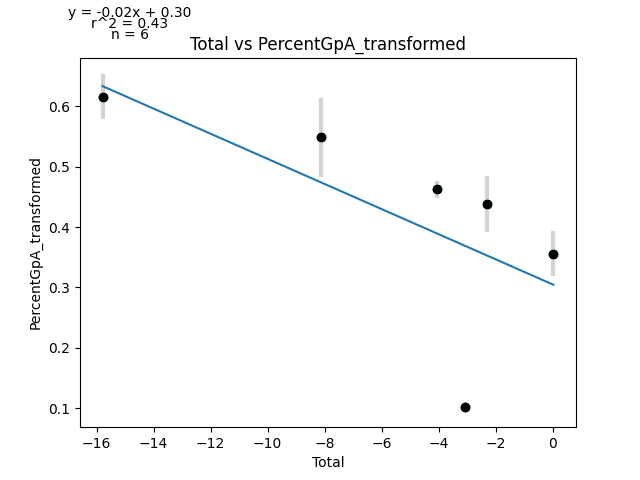 y = -0.02x + 0.30
r^2 = 0.43
n = 6
Total vs PercentGpA_transformed
PercentGpA_transformed
0.6
0.5
0.4
0.3
0.2
0.1
−16 −14 −12 −10 −8 −6 −4 −2 0
Total